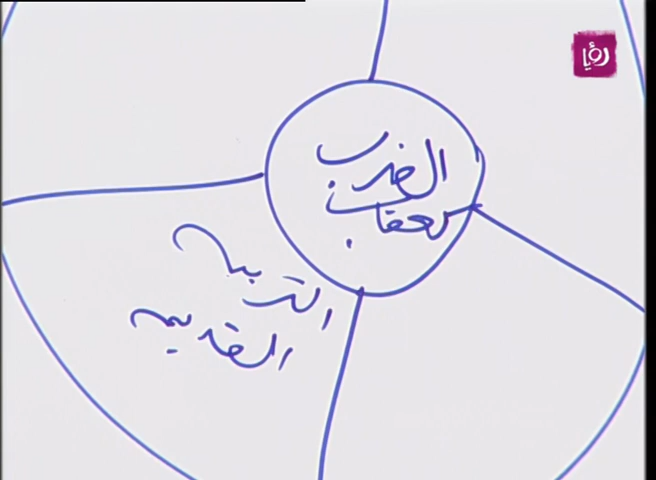 رؤيا
الضرب
كعقاب
التربية
القديمة